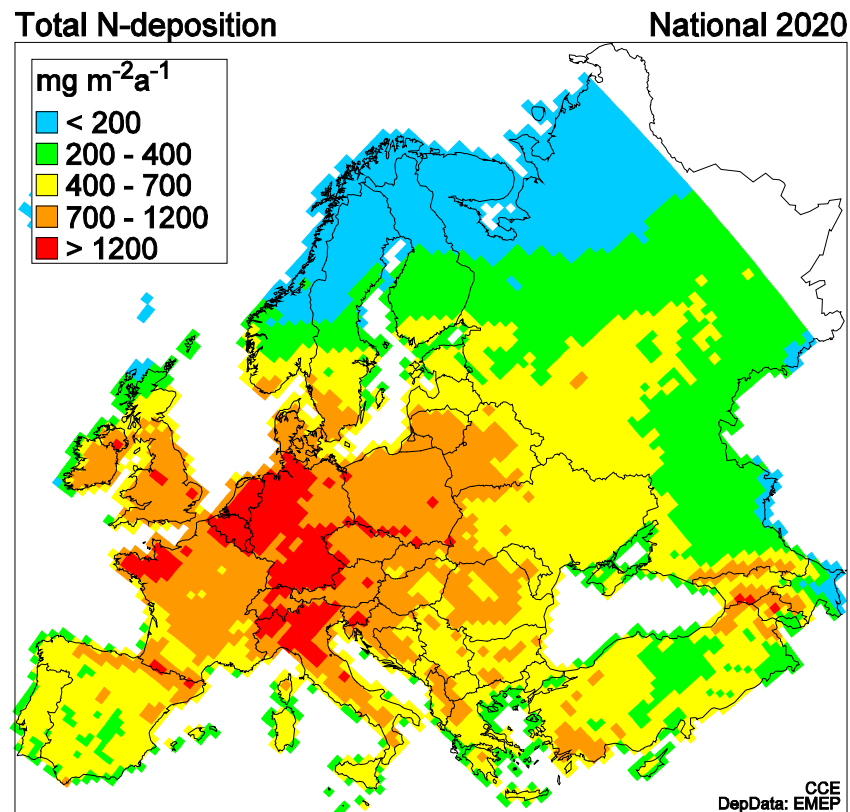 Total N-deposition National 2020
mg m-2a-1
< 200
200 - 400
400 - 700
700 - 1200
> 1200
CCE
DepData: EMEP